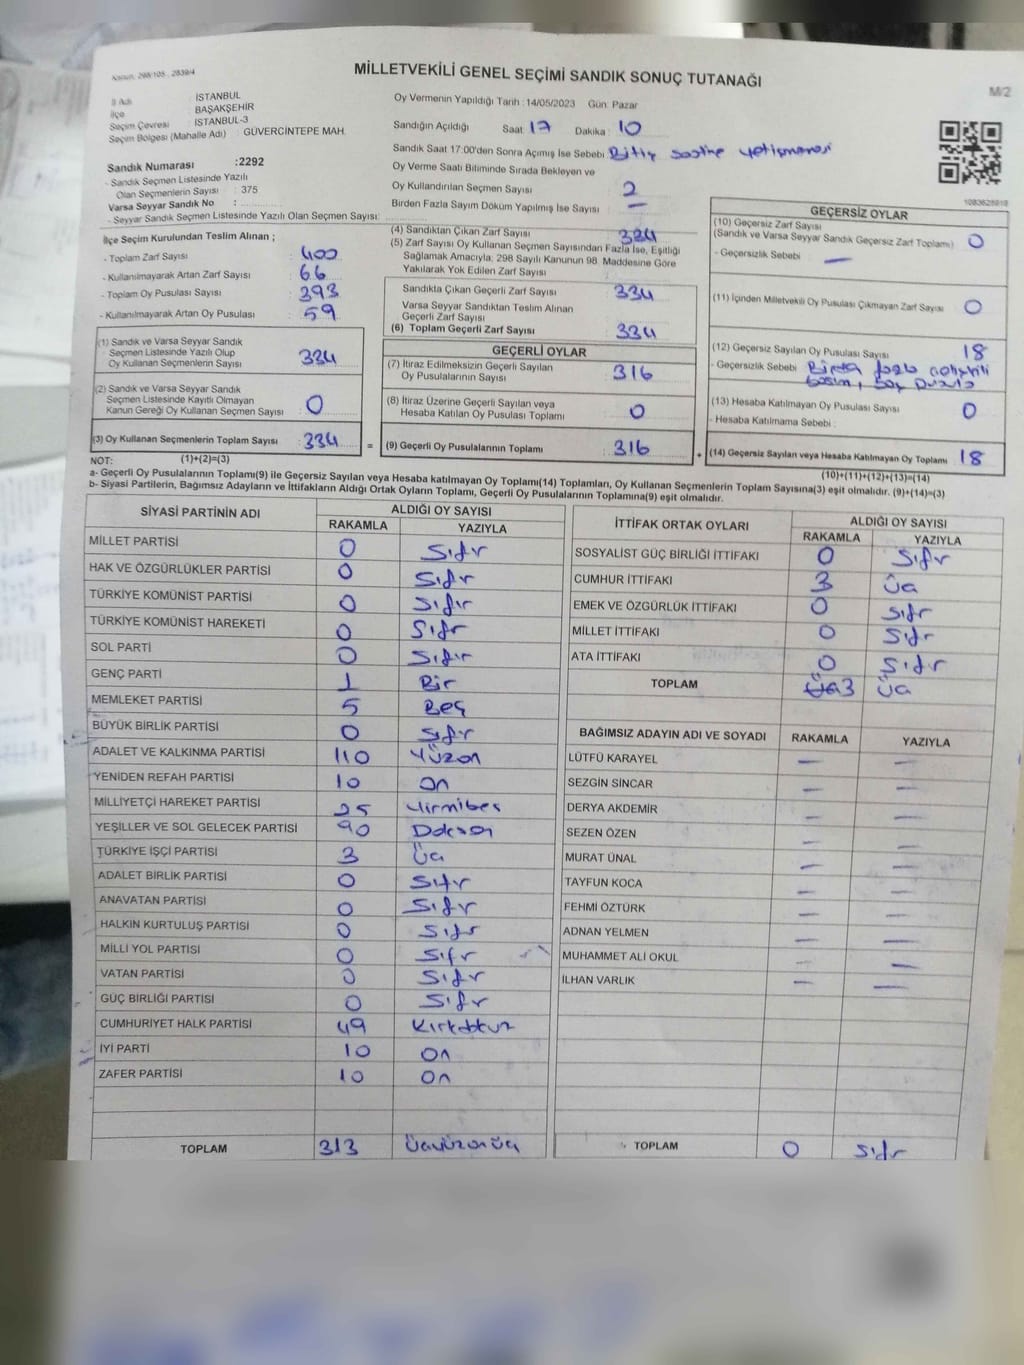 Kanun: 298/105 , 2839/4
MİLLETVEKİLİ GENEL SEÇİMİ SANDIK SONUÇ TUTANAĞI
M/2
İl Adı : İSTANBUL
İlçe : BAŞAKŞEHİR
Seçim Çevresi : İSTANBUL-3
Seçim Bölgesi (Mahalle Adı) : GÜVERCİNTEPE MAH.
Oy Vermenin Yapıldığı Tarih : 14/05/2023 Gün: Pazar
Sandığın Açıldığı Saat 17 Dakika : 10
Sandık Saat 17:00'den Sonra Açımış İse Sebebi : Bitiş saatine yetişmemesi
Oy Verme Saati Bitiminde Sırada Bekleyen ve
Oy Kullandırılan Seçmen Sayısı : 2
Birden Fazla Sayım Döküm Yapılmış İse Sayısı : —
1083628918
Sandık Numarası :2292
- Sandık Seçmen Listesinde Yazılı
Olan Seçmenlerin Sayısı : 375
Varsa Seyyar Sandık No :
- Seyyar Sandık Seçmen Listesinde Yazılı Olan Seçmen Sayısı:
İlçe Seçim Kurulundan Teslim Alınan ;
- Toplam Zarf Sayısı : 400
- Kullanılmayarak Artan Zarf Sayısı : 66
- Toplam Oy Pusulası Sayısı : 393
- Kullanılmayarak Artan Oy Pusulası : 59
(4) Sandıktan Çıkan Zarf Sayısı : 334
(5) Zarf Sayısı Oy Kullanan Seçmen Sayısından Fazla İse, Eşitliği
Sağlamak Amacıyla; 298 Sayılı Kanunun 98. Maddesine Göre
Yakılarak Yok Edilen Zarf Sayısı :
Sandıkta Çıkan Geçerli Zarf Sayısı : 334
Varsa Seyyar Sandıktan Teslim Alınan
Geçerli Zarf Sayısı
(6) Toplam Geçerli Zarf Sayısı : 334
GEÇERSİZ OYLAR
(10) Geçersiz Zarf Sayısı
(Sandık ve Varsa Seyyar Sandık Geçersiz Zarf Toplamı) : 0
- Geçersizlik Sebebi : —
(11) İçinden Milletvekili Oy Pusulası Çıkmayan Zarf Sayısı : 0
(12) Geçersiz Sayılan Oy Pusulası Sayısı : 18
- Geçersizlik Sebebi :
(13) Hesaba Katılmayan Oy Pusulası Sayısı : 0
- Hesaba Katılmama Sebebi :
(14) Geçersiz Sayılan veya Hesaba Katılmayan Oy Toplamı : 18
(10)+(11)+(12)+(13)=(14)
(1) Sandık ve Varsa Seyyar Sandık
Seçmen Listesinde Yazılı Olup
Oy Kullanan Seçmenlerin Sayısı : 334
(2) Sandık ve Varsa Seyyar Sandık
Seçmen Listesinde Kayıtlı Olmayan
Kanun Gereği Oy Kullanan Seçmen Sayısı : 0
(3) Oy Kullanan Seçmenlerin Toplam Sayısı : 334
GEÇERLİ OYLAR
(7) İtiraz Edilmeksizin Geçerli Sayılan
Oy Pusulalarının Sayısı : 316
(8) İtiraz Üzerine Geçerli Sayılan veya
Hesaba Katılan Oy Pusulası Toplamı : 0
= (9) Geçerli Oy Pusulalarının Toplamı : 316 +
NOT: (1)+(2)=(3)
a- Geçerli Oy Pusulalarının Toplamı(9) ile Geçersiz Sayılan veya Hesaba katılmayan Oy Toplamı(14) Toplamları, Oy Kullanan Seçmenlerin Toplam Sayısına(3) eşit olmalıdır. (9)+(14)=(3)
b- Siyasi Partilerin, Bağımsız Adayların ve İttifakların Aldığı Ortak Oyların Toplamı, Geçerli Oy Pusulalarının Toplamına(9) eşit olmalıdır.
SİYASİ PARTİNİN ADI ALDIĞI OY SAYISI
RAKAMLA YAZIYLA
MİLLET PARTİSİ 0 Sıfır
HAK VE ÖZGÜRLÜKLER PARTİSİ 0 Sıfır
TÜRKİYE KOMÜNİST PARTİSİ 0 Sıfır
TÜRKİYE KOMÜNİST HAREKETİ 0 Sıfır
SOL PARTİ 0 Sıfır
GENÇ PARTİ 1 Bir
MEMLEKET PARTİSİ 5 Beş
BÜYÜK BİRLİK PARTİSİ 0 Sıfır
ADALET VE KALKINMA PARTİSİ 110 Yüzon
YENİDEN REFAH PARTİSİ 10 On
MİLLİYETÇİ HAREKET PARTİSİ 25 Yirmibeş
YEŞİLLER VE SOL GELECEK PARTİSİ 90 Doksan
TÜRKİYE İŞÇİ PARTİSİ 3 Üç
ADALET BİRLİK PARTİSİ 0 Sıfır
ANAVATAN PARTİSİ 0 Sıfır
HALKIN KURTULUŞ PARTİSİ 0 Sıfır
MİLLİ YOL PARTİSİ 0 Sıfır
VATAN PARTİSİ 0 Sıfır
GÜÇ BİRLİĞİ PARTİSİ 0 Sıfır
CUMHURİYET HALK PARTİSİ 49 Kırkdokuz
İYİ PARTİ 10 On
ZAFER PARTİSİ 10 On
TOPLAM 313 Üçyüzonüç
İTTİFAK ORTAK OYLARI ALDIĞI OY SAYISI
RAKAMLA YAZIYLA
SOSYALİST GÜÇ BİRLİĞİ İTTİFAKI 0 Sıfır
CUMHUR İTTİFAKI 3 Üç
EMEK VE ÖZGÜRLÜK İTTİFAKI 0 Sıfır
MİLLET İTTİFAKI 0 Sıfır
ATA İTTİFAKI 0 Sıfır
TOPLAM 3 Üç
BAĞIMSIZ ADAYIN ADI VE SOYADI RAKAMLA YAZIYLA
LÜTFÜ KARAYEL — —
SEZGİN SİNCAR — —
DERYA AKDEMİR — —
SEZEN ÖZEN — —
MURAT ÜNAL — —
TAYFUN KOCA — —
FEHMİ ÖZTÜRK — —
ADNAN YELMEN — —
MUHAMMET ALİ OKUL — —
İLHAN VARLIK — —
TOPLAM 0 Sıfır